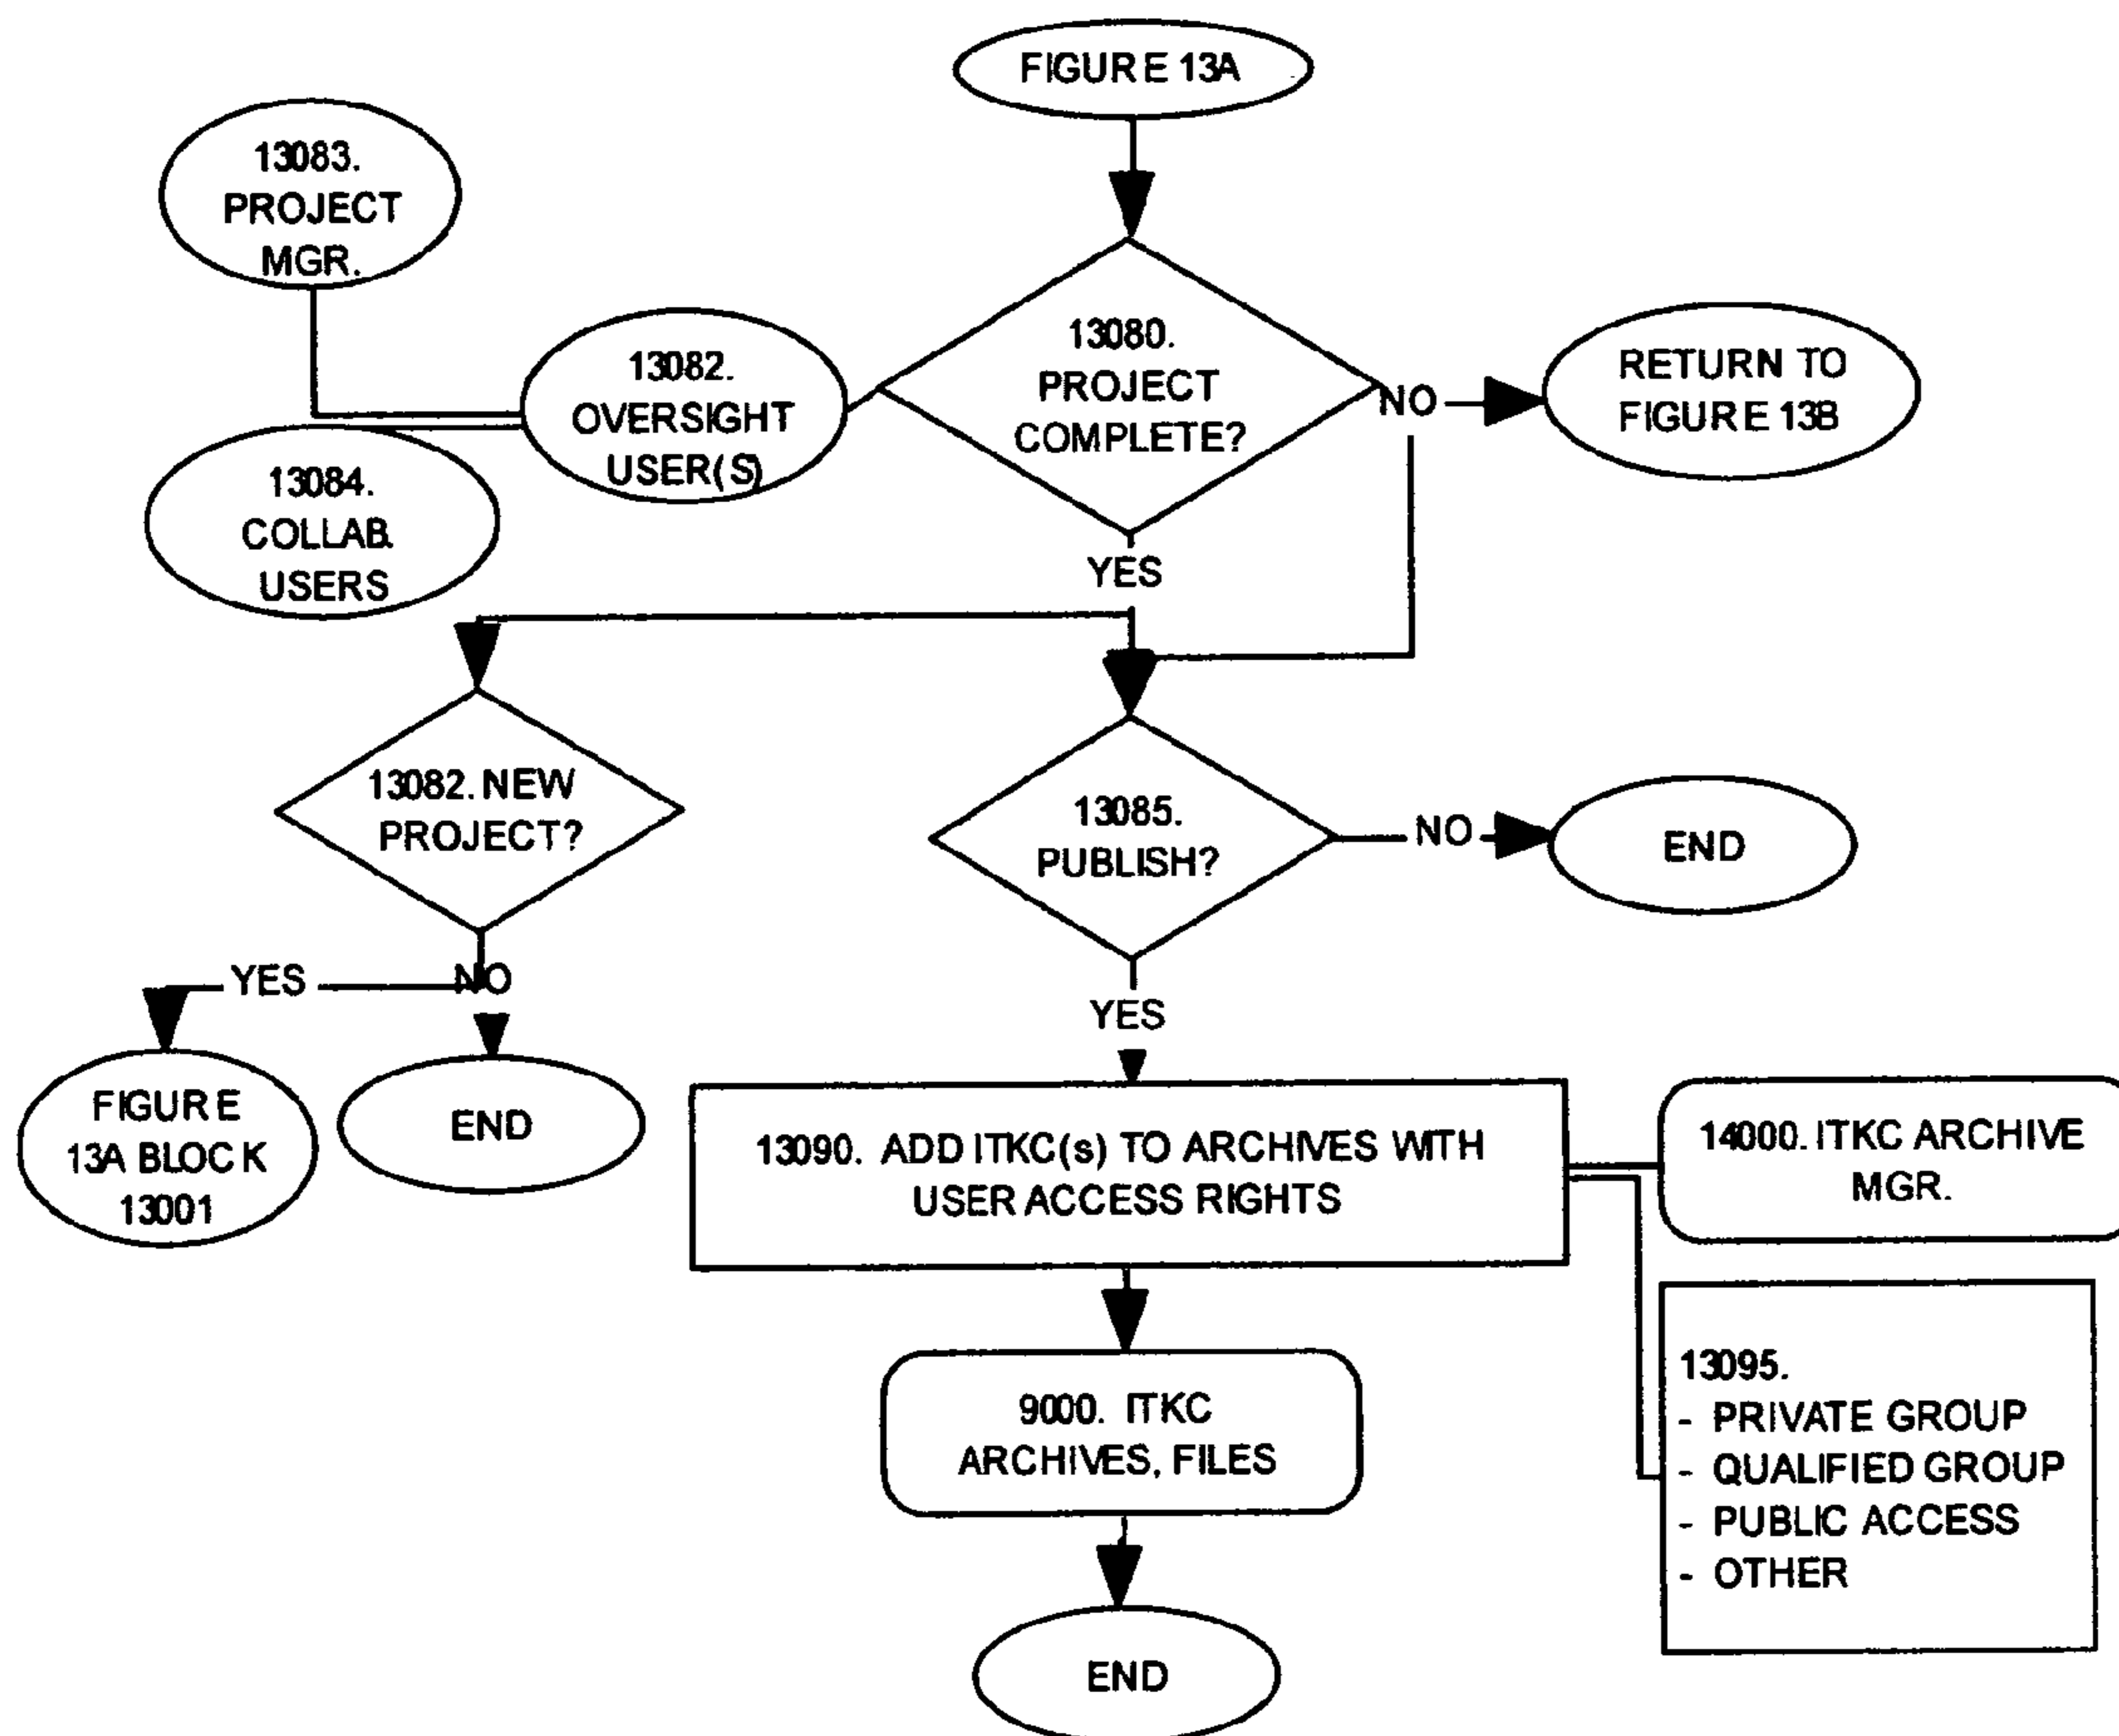 FIGURE 13A
13083.
PROJECT
MGR.
13082.
OVERSIGHT
USER(S)
13080.
PROJECT
COMPLETE?
NO
RETURN TO
FIGURE 13B
13084.
COLLAB.
USERS
YES
13082. NEW
PROJECT?
13085.
PUBLISH?
NO
END
YES
NO
YES
FIGURE
13A BLOCK
13001
END
13090. ADD ITKC(s) TO ARCHIVES WITH
USER ACCESS RIGHTS
14000. ITKC ARCHIVE
MGR.
9000. ITKC
ARCHIVES, FILES
13095.
- PRIVATE GROUP
- QUALIFIED GROUP
- PUBLIC ACCESS
- OTHER
END